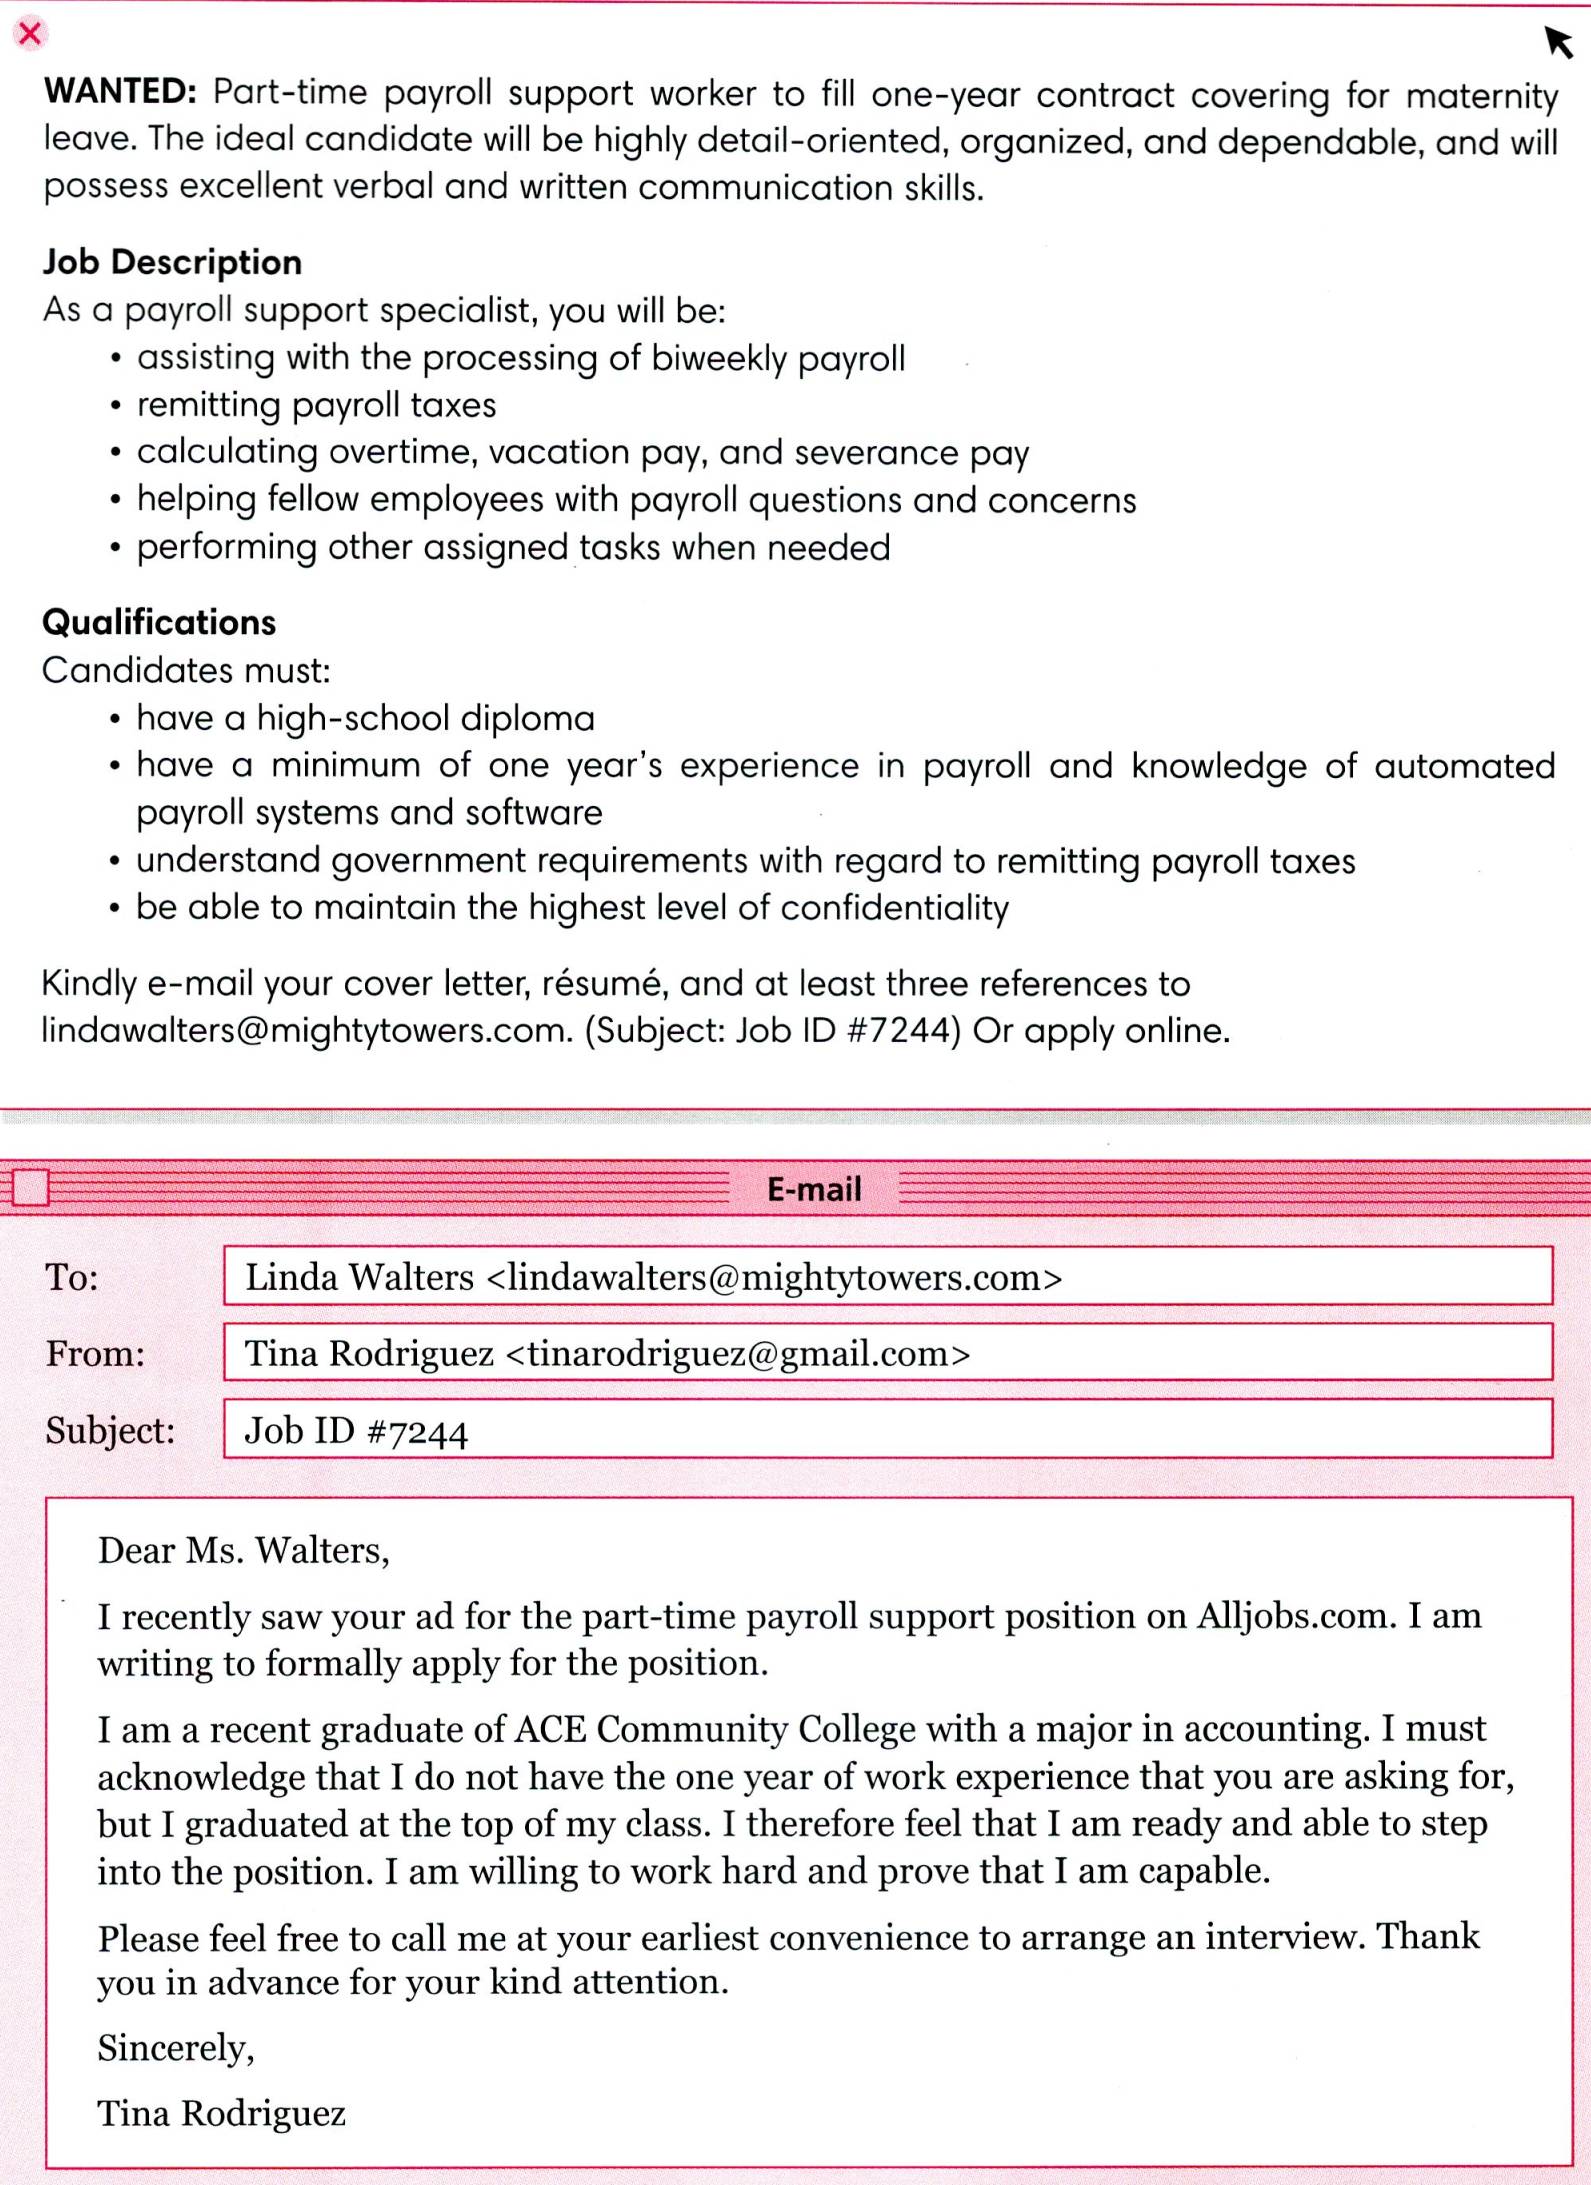 WANTED: Part-time payroll support worker to fill one-year contract covering for maternity
leave. The ideal candidate will be highly detail-oriented, organized, and dependable, and will
possess excellent verbal and written communication skills.
Job Description
As a payroll support specialist, you will be:
• assisting with the processing of biweekly payroll
• remitting payroll taxes
• calculating overtime, vacation pay, and severance pay
• helping fellow employees with payroll questions and concerns
• performing other assigned tasks when needed
Qualifications
Candidates must:
• have a high-school diploma
• have a minimum of one year's experience in payroll and knowledge of automated
payroll systems and software
• understand government requirements with regard to remitting payroll taxes
• be able to maintain the highest level of confidentiality
Kindly e-mail your cover letter, résumé, and at least three references to
lindawalters@mightytowers.com. (Subject: Job ID #7244) Or apply online.
E-mail
To: Linda Walters <lindawalters@mightytowers.com>
From: Tina Rodriguez <tinarodriguez@gmail.com>
Subject: Job ID #7244
Dear Ms. Walters,
I recently saw your ad for the part-time payroll support position on Alljobs.com. I am
writing to formally apply for the position.
I am a recent graduate of ACE Community College with a major in accounting. I must
acknowledge that I do not have the one year of work experience that you are asking for,
but I graduated at the top of my class. I therefore feel that I am ready and able to step
into the position. I am willing to work hard and prove that I am capable.
Please feel free to call me at your earliest convenience to arrange an interview. Thank
you in advance for your kind attention.
Sincerely,
Tina Rodriguez